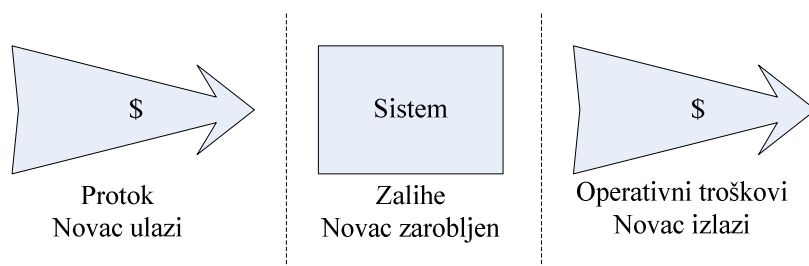 $
Protok
Novac ulazi
Sistem
Zalihe
Novac zarobljen
$
Operativni troškovi
Novac izlazi